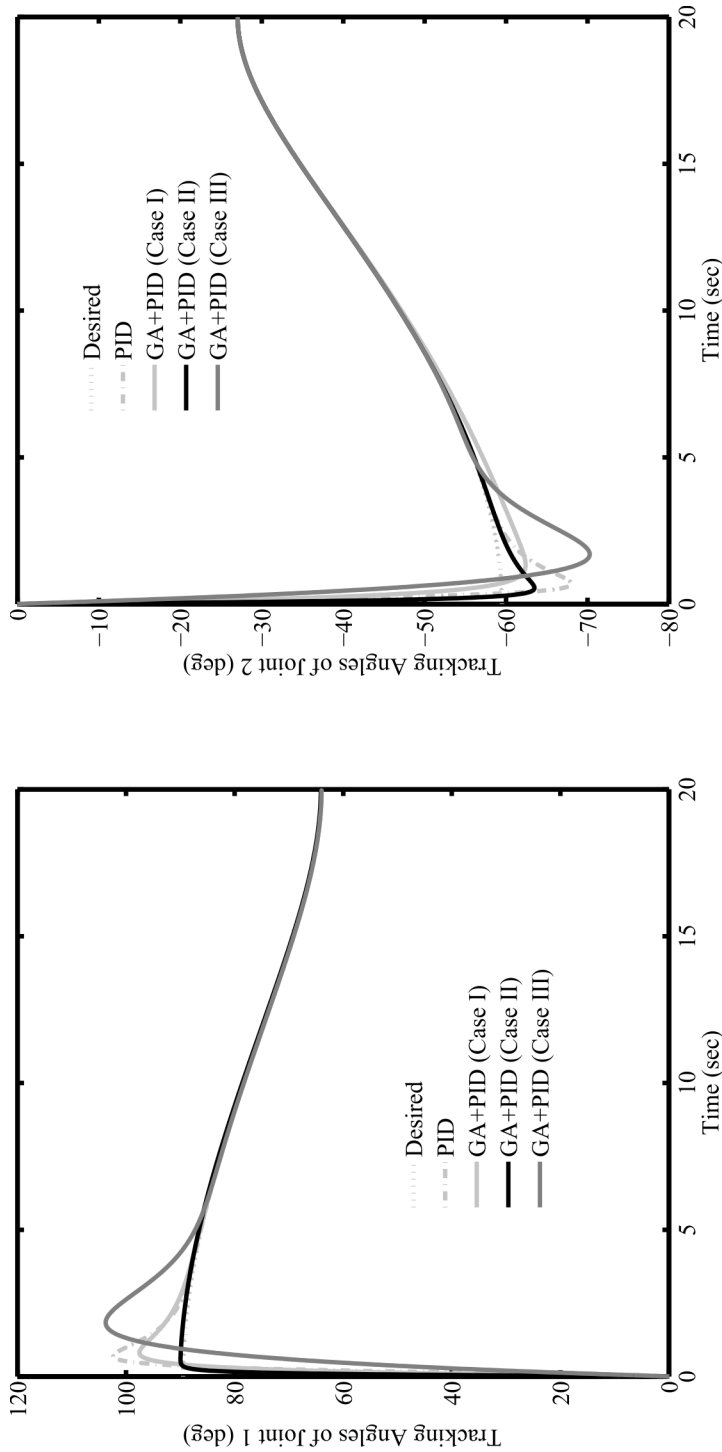 120
100
80
60
40
20
0
Tracking Angles of Joint 1 (deg)
Desired
PID
GA+PID (Case I)
GA+PID (Case II)
GA+PID (Case III)
0
5
10
15
20
Time (sec)
0
−10
−20
−30
−40
−50
−60
−70
−80
Tracking Angles of Joint 2 (deg)
Desired
PID
GA+PID (Case I)
GA+PID (Case II)
GA+PID (Case III)
0
5
10
15
20
Time (sec)